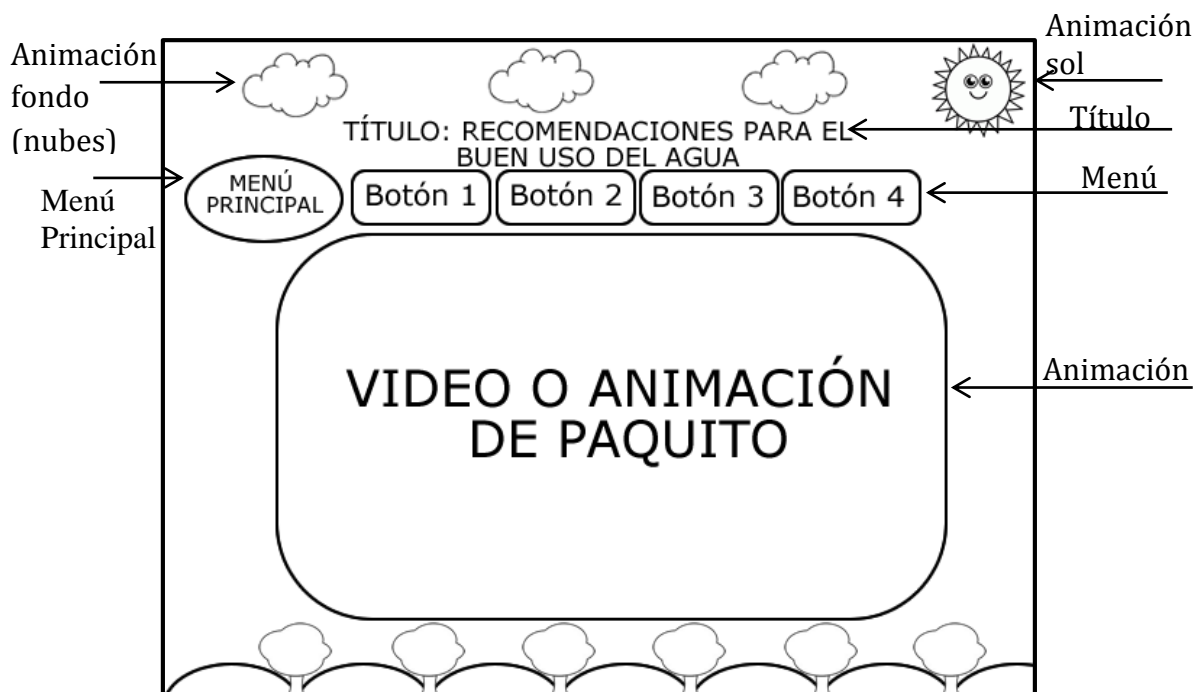 Animación
fondo
(nubes)
Animación
sol
TÍTULO: RECOMENDACIONES PARA EL
BUEN USO DEL AGUA
Título
MENÚ
PRINCIPAL
Botón 1
Botón 2
Botón 3
Botón 4
Menú
Menú
Principal
VIDEO O ANIMACIÓN
DE PAQUITO
Animación